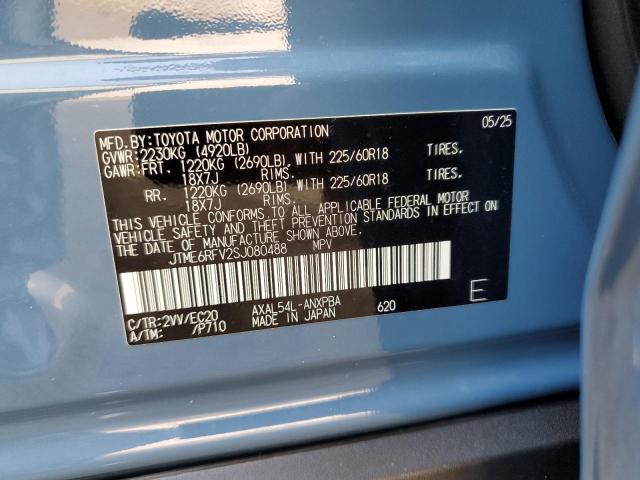 MFD.BY:TOYOTA MOTOR CORPORATION 05/25
GVWR:2230KG (4920LB)
GAWR:FRT. 1220KG (2690LB), WITH 225/60R18 TIRES.
18X7J RIMS.
RR. 1220KG (2690LB) WITH 225/60R18 TIRES.
18X7J RIMS.
THIS VEHICLE CONFORMS TO ALL APPLICABLE FEDERAL MOTOR
VEHICLE SAFETY AND THEFT PREVENTION STANDARDS IN EFFECT ON
THE DATE OF MANUFACTURE SHOWN ABOVE.
JTME6RFV2SJ080488 MPV
C/TR:2VV/EC20 AXAL54L-ANXPBA 620 E
A/TM: /P710 MADE IN JAPAN